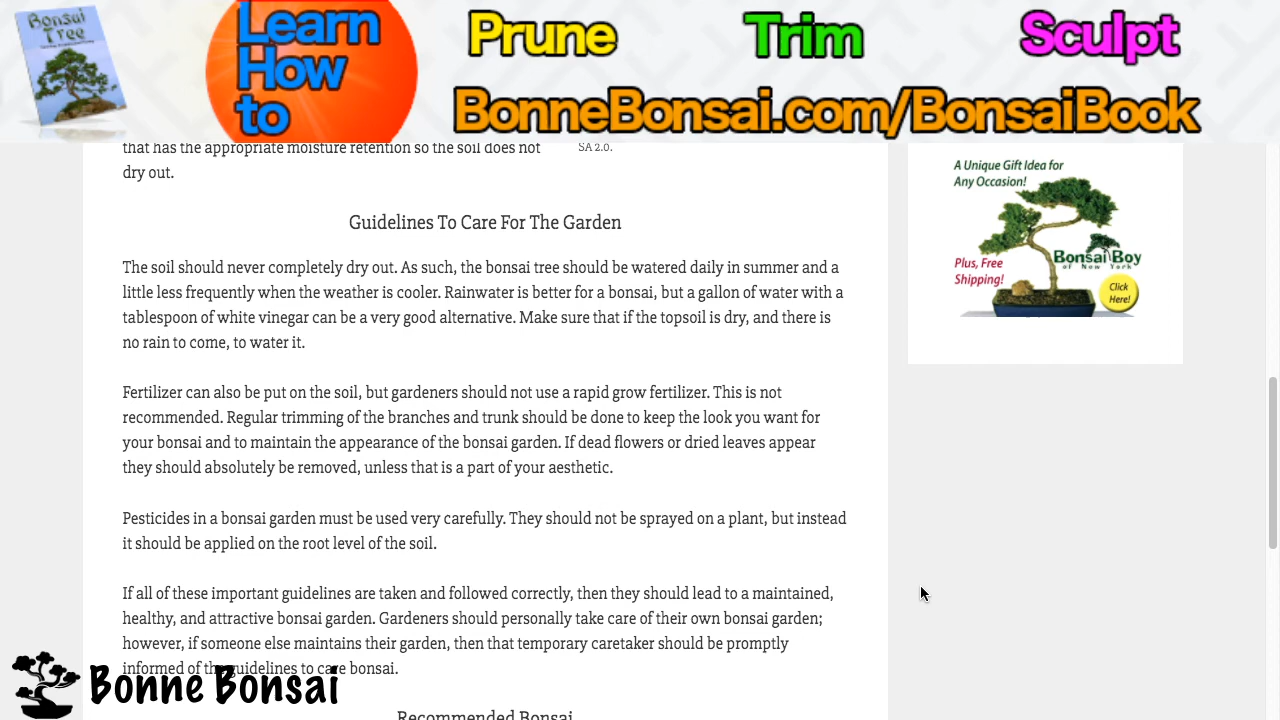 Bonsai
Tree
Learn
How
to
Prune
Trim
Sculpt
BonneBonsai.com/BonsaiBook
that has the appropriate moisture retention so the soil does not
dry out.
SA 2.0.
Guidelines To Care For The Garden
The soil should never completely dry out. As such, the bonsai tree should be watered daily in summer and a
little less frequently when the weather is cooler. Rainwater is better for a bonsai, but a gallon of water with a
tablespoon of white vinegar can be a very good alternative. Make sure that if the topsoil is dry, and there is
no rain to come, to water it.
Fertilizer can also be put on the soil, but gardeners should not use a rapid grow fertilizer. This is not
recommended. Regular trimming of the branches and trunk should be done to keep the look you want for
your bonsai and to maintain the appearance of the bonsai garden. If dead flowers or dried leaves appear
they should absolutely be removed, unless that is a part of your aesthetic.
Pesticides in a bonsai garden must be used very carefully. They should not be sprayed on a plant, but instead
it should be applied on the root level of the soil.
If all of these important guidelines are taken and followed correctly, then they should lead to a maintained,
healthy, and attractive bonsai garden. Gardeners should personally take care of their own bonsai garden;
however, if someone else maintains their garden, then that temporary caretaker should be promptly
informed of the guidelines to care bonsai.
Recommended Bonsai
A Unique Gift Idea for
Any Occasion!
Bonsai Boy
of New York
Plus, Free
Shipping!
Click
Here!
Bonne Bonsai